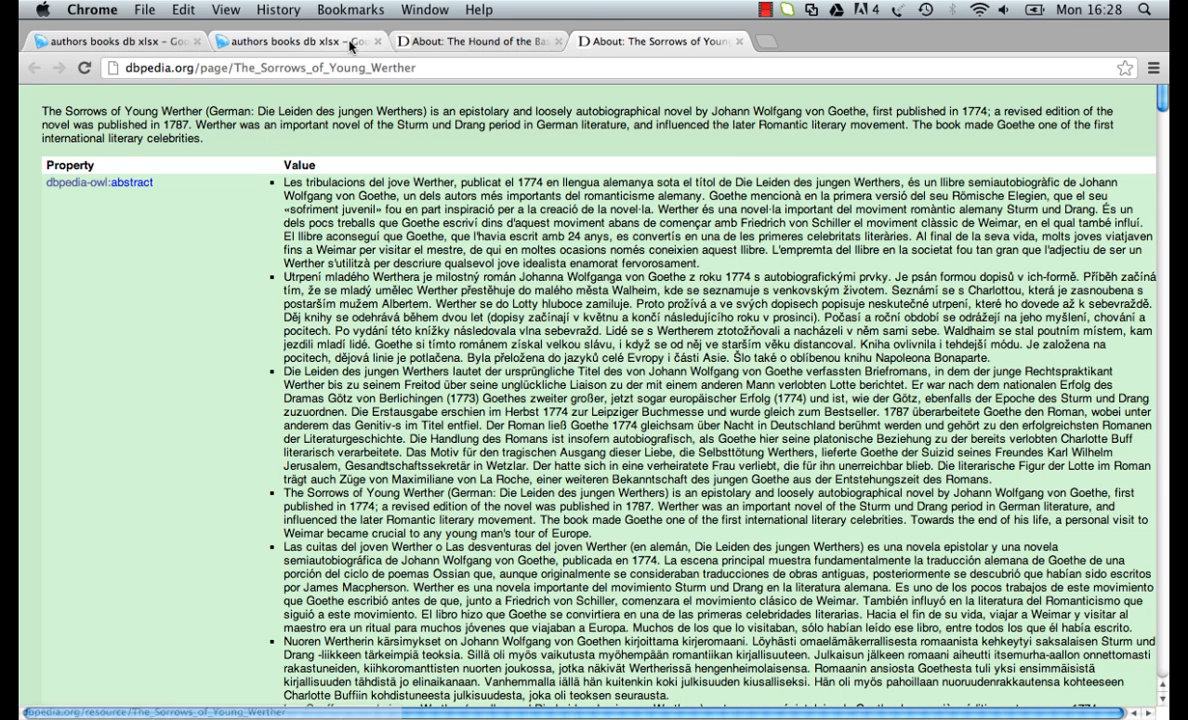 Chrome File Edit View History Bookmarks Window Help 4 Mon 16:28
authors books db xlsx – Goo authors books db xlsx – Goo D About: The Hound of the Bas D About: The Sorrows of Young
dbpedia.org/page/The_Sorrows_of_Young_Werther
The Sorrows of Young Werther (German: Die Leiden des jungen Werthers) is an epistolary and loosely autobiographical novel by Johann Wolfgang von Goethe, first published in 1774; a revised edition of the
novel was published in 1787. Werther was an important novel of the Sturm und Drang period in German literature, and influenced the later Romantic literary movement. The book made Goethe one of the first
international literary celebrities.
Property Value
dbpedia-owl:abstract Les tribulacions del jove Werther, publicat el 1774 en llengua alemanya sota el títol de Die Leiden des jungen Werthers, és un llibre semiautobiogràfic de Johann
Wolfgang von Goethe, un dels autors més importants del romanticisme alemany. Goethe mencionà en la primera versió del seu Römische Elegien, que el seu
«sofriment juvenil» fou en part inspiració per a la creació de la novel·la. Werther és un novel·la important del moviment romàntic alemany Sturm und Drang. És un
dels pocs treballs que Goethe escriví dins d'aquest moviment abans de començar amb Friedrich von Schiller el moviment clàssic de Weimar, en el qual també influí.
El llibre aconseguí que Goethe, que l'havia escrit amb 24 anys, es convertís en una de les primeres celebritats literàries. Al final de la seva vida, molts joves viatjaven
fins a Weimar per visitar el mestre, de qui en moltes ocasions només coneixien aquest llibre. L'empremta del llibre en la societat fou tan gran que l'adjectiu de ser un
Werther s'utilitzà per descriure qualsevol jove idealista enamorat fervorosament.
Utrpení mladého Werthera je milostný román Johanna Wolfganga von Goethe z roku 1774 s autobiografickými prvky. Je psán formou dopisů v ich-formě. Příběh začíná
tím, že se mladý umělec Werther přestěhuje do malého města Walheim, kde se seznamuje s venkovským životem. Seznámí se s Charlottou, která je zasnoubena s
postarším mužem Albertem. Werther se do Lotty hluboce zamiluje. Proto prožívá a ve svých dopisech popisuje neskutečné utrpení, které ho dovede až k sebevraždě.
Děj knihy se odehrává během dvou let (dopisy začínají v květnu a končí následujícího roku v prosinci). Počasí a roční období se odrážejí na jeho myšlení, chování a
pocitech. Po vydání této knížky následovala vlna sebevražd. Lidé se s Wertherem ztotožňovali a nacházeli v něm sami sebe. Waldhaim se stal poutním místem, kam
jezdili mladí lidé. Goethe si tímto románem získal velkou slávu, i když se od něj ve starším věku distancoval. Kniha ovlivnila i tehdejší módu. Je založena na
pocitech, dějová linie je potlačena. Byla přeložena do jazyků celé Evropy i části Asie. Šlo také o oblíbenou knihu Napoleona Bonaparte.
Die Leiden des jungen Werthers lautet der ursprüngliche Titel des von Johann Wolfgang von Goethe verfassten Briefromans, in dem der junge Rechtspraktikant
Werther bis zu seinem Freitod über seine unglückliche Liaison zu der mit einem anderen Mann verlobten Lotte berichtet. Er war nach dem nationalen Erfolg des
Dramas Götz von Berlichingen (1773) Goethes zweiter großer, jetzt sogar europäischer Erfolg (1774) und ist, wie der Götz, ebenfalls der Epoche des Sturm und Drang
zuzuordnen. Die Erstausgabe erschien im Herbst 1774 zur Leipziger Buchmesse und wurde gleich zum Bestseller. 1787 überarbeitete Goethe den Roman, wobei unter
anderem das Genitiv-s im Titel entfiel. Der Roman ließ Goethe 1774 gleichsam über Nacht in Deutschland berühmt werden und gehört zu den erfolgreichsten Romanen
der Literaturgeschichte. Die Handlung des Romans ist insofern autobiografisch, als Goethe hier seine platonische Beziehung zu der bereits verlobten Charlotte Buff
literarisch verarbeitete. Das Motiv für den tragischen Ausgang dieser Liebe, die Selbsttötung Werthers, lieferte Goethe der Suizid seines Freundes Karl Wilhelm
Jerusalem, Gesandtschaftssekretär in Wetzlar. Der hatte sich in eine verheiratete Frau verliebt, die für ihn unerreichbar blieb. Die literarische Figur der Lotte im Roman
trägt auch Züge von Maximiliane von La Roche, einer weiteren Bekanntschaft des jungen Goethe aus der Entstehungszeit des Romans.
The Sorrows of Young Werther (German: Die Leiden des jungen Werthers) is an epistolary and loosely autobiographical novel by Johann Wolfgang von Goethe, first
published in 1774; a revised edition of the novel was published in 1787. Werther was an important novel of the Sturm und Drang period in German literature, and
influenced the later Romantic literary movement. The book made Goethe one of the first international literary celebrities. Towards the end of his life, a personal visit to
Weimar became crucial to any young man's tour of Europe.
Las cuitas del joven Werther o Las desventuras del joven Werther (en alemán, Die Leiden des jungen Werthers) es una novela epistolar y una novela
semiautobiográfica de Johann Wolfgang von Goethe, publicada en 1774. La escena principal muestra fundamentalmente la traducción alemana de Goethe de una
porción del ciclo de poemas Ossian que, aunque originalmente se consideraban traducciones de obras antiguas, posteriormente se descubrió que habían sido escritas
por James Macpherson. Werther es una novela importante del movimiento Sturm und Drang en la literatura alemana. Es uno de los pocos trabajos de este movimiento
que Goethe escribió antes de que, junto a Friedrich von Schiller, comenzara el movimiento clásico de Weimar. También influyó en la literatura del Romanticismo que
siguió a este movimiento. El libro hizo que Goethe se convirtiera en una de las primeras celebridades literarias. Hacia el fin de su vida, viajar a Weimar y visitar al
maestro era un ritual para muchos jóvenes que viajaban a Europa. Muchos de los que lo visitaban, sólo habían leído ese libro, entre todos los que él había escrito.
Nuoren Wertherin kärsimykset on Johann Wolfgang von Goethen kirjoittama kirjeromaani. Löyhästi omaelämäkerrallisesta romaanista kehkeytyi saksalaisen Sturm und
Drang -liikkeen tärkeimpiä teoksia. Sillä oli myös vaikutusta myöhempään romantiikan kirjallisuuteen. Julkaisun jälkeen romaani aiheutti itsemurha-aallon onnettomasti
rakastuneiden, kiihkoromanttisten nuorten joukossa, jotka näkivät Wertherissä hengenheimolaisensa. Romaanin ansiosta Goethesta tuli yksi ensimmäisistä
kirjallisuuden tähdistä jo elinaikanaan. Vanhemmalla iällä hän kuitenkin koki julkisuuden kiusalliseksi. Hän oli myös pahoillaan nuoruudenrakkautensa kohteeseen
Charlotte Buffiin kohdistuneesta julkisuudesta, joka oli teoksen seurausta.
dbpedia.org/resource/The_Sorrows_of_Young_Werther